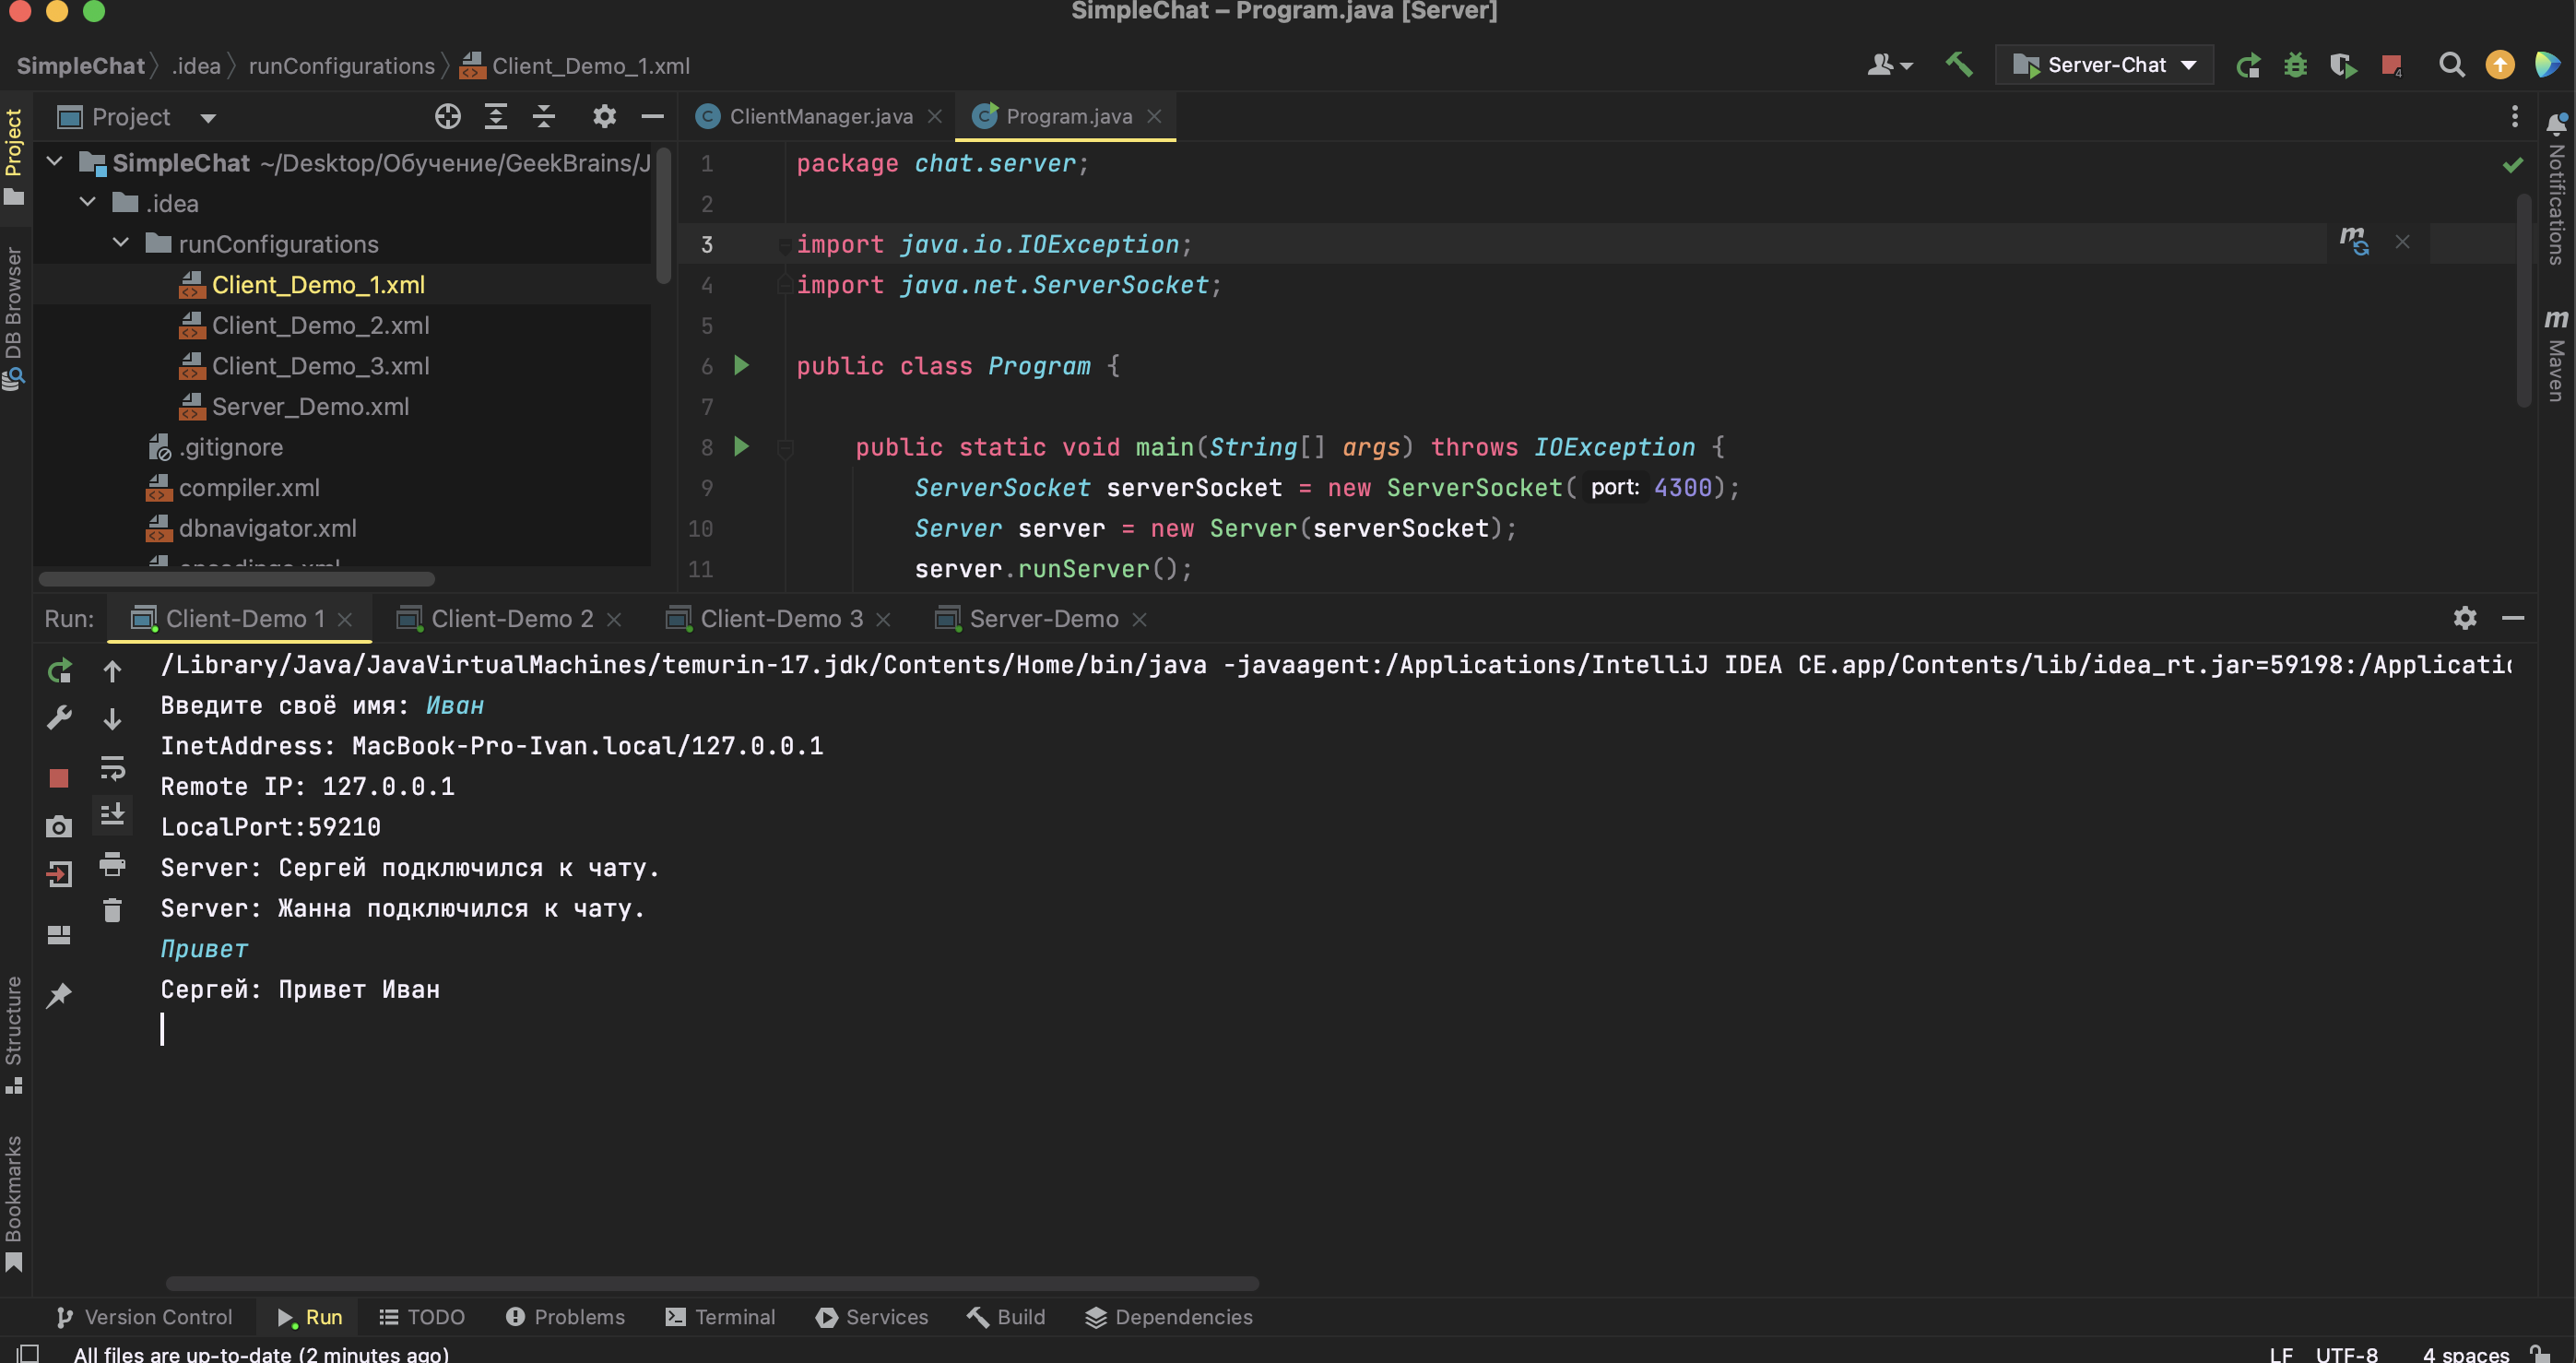 SimpleChat – Program.java [Server]
SimpleChat .idea runConfigurations Client_Demo_1.xml
Server-Chat
4
Project
ClientManager.java
Program.java
SimpleChat ~/Desktop/Обучение/GeekBrains/J
.idea
runConfigurations
Client_Demo_1.xml
Client_Demo_2.xml
Client_Demo_3.xml
Server_Demo.xml
.gitignore
compiler.xml
dbnavigator.xml
1 package chat.server;
2
3 import java.io.IOException;
4 import java.net.ServerSocket;
5
6 public class Program {
7
8 public static void main(String[] args) throws IOException {
9 ServerSocket serverSocket = new ServerSocket( port: 4300);
10 Server server = new Server(serverSocket);
11 server.runServer();
Project
DB Browser
Structure
Bookmarks
Notifications
Maven
Run: Client-Demo 1 Client-Demo 2 Client-Demo 3 Server-Demo
/Library/Java/JavaVirtualMachines/temurin-17.jdk/Contents/Home/bin/java -javaagent:/Applications/IntelliJ IDEA CE.app/Contents/lib/idea_rt.jar=59198:/Applicatio
Введите своё имя: Иван
InetAddress: MacBook-Pro-Ivan.local/127.0.0.1
Remote IP: 127.0.0.1
LocalPort:59210
Server: Сергей подключился к чату.
Server: Жанна подключился к чату.
Привет
Сергей: Привет Иван
Version Control Run TODO Problems Terminal Services Build Dependencies
All files are up-to-date (2 minutes ago)
LF UTF-8 4 spaces